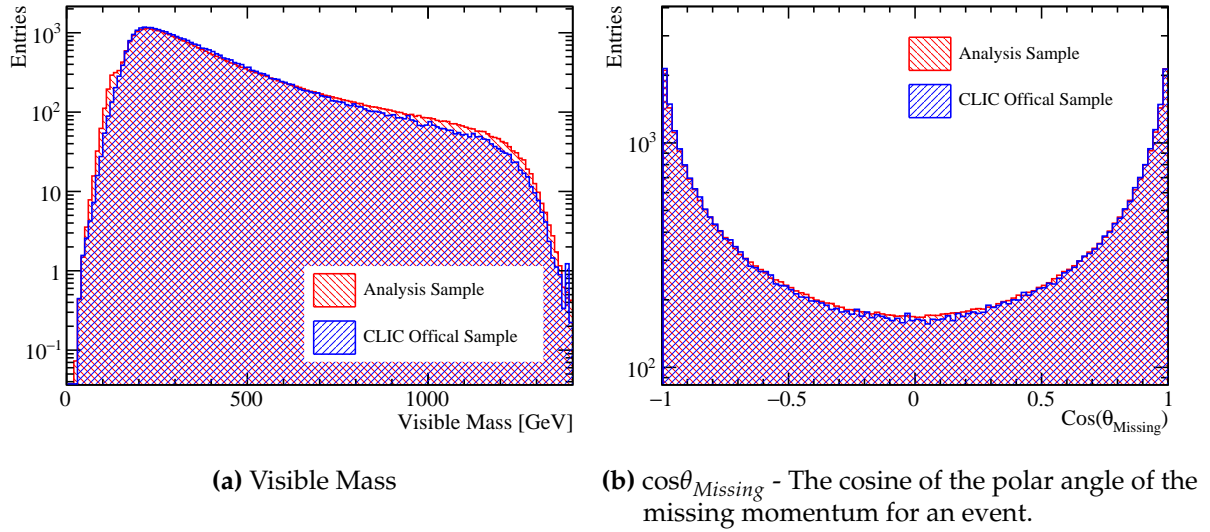 Entries
10³
10²
10
1
10⁻¹
0 500 1000
Visible Mass [GeV]
Analysis Sample
CLIC Offical Sample
(a) Visible Mass
Entries
10³
10²
−1 −0.5 0 0.5 1
Cos(θMissing)
Analysis Sample
CLIC Offical Sample
(b) cosθMissing - The cosine of the polar angle of the
missing momentum for an event.